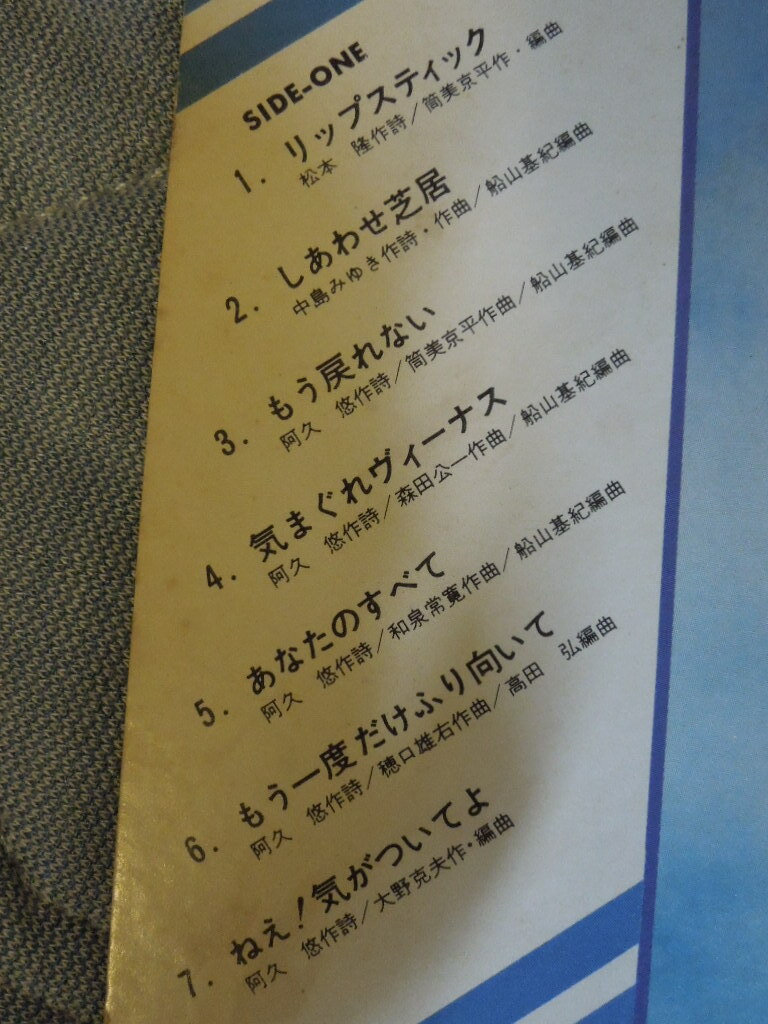 SIDE-ONE
1. リップスティック
松本 隆作詩/筒美京平作・編曲
2. しあわせ芝居
中島みゆき作詩・作曲/船山基紀編曲
3. もう戻れない
阿久 悠作詩/筒美京平作曲/船山基紀編曲
4. 気まぐれヴィーナス
阿久 悠作詩/森田公一作曲/船山基紀編曲
5. あなたのすべて
阿久 悠作詩/和泉常寛作曲/船山基紀編曲
6. もう一度だけふり向いて
阿久 悠作詩/穂口雄右作曲/高田 弘編曲
7. ねえ!気がついてよ
阿久 悠作詩/大野克夫作・編曲